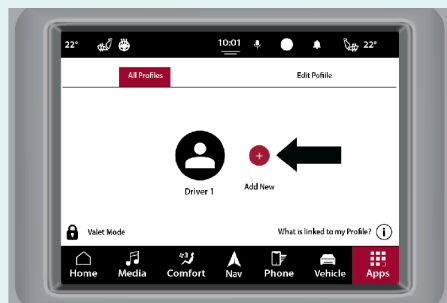 22° 10:01 22°
All Profiles Edit Pofiile
Driver 1 Add New
Valet Mode What is linked to my Profile?
Home Media Comfort Nav Phone Vehicle Apps